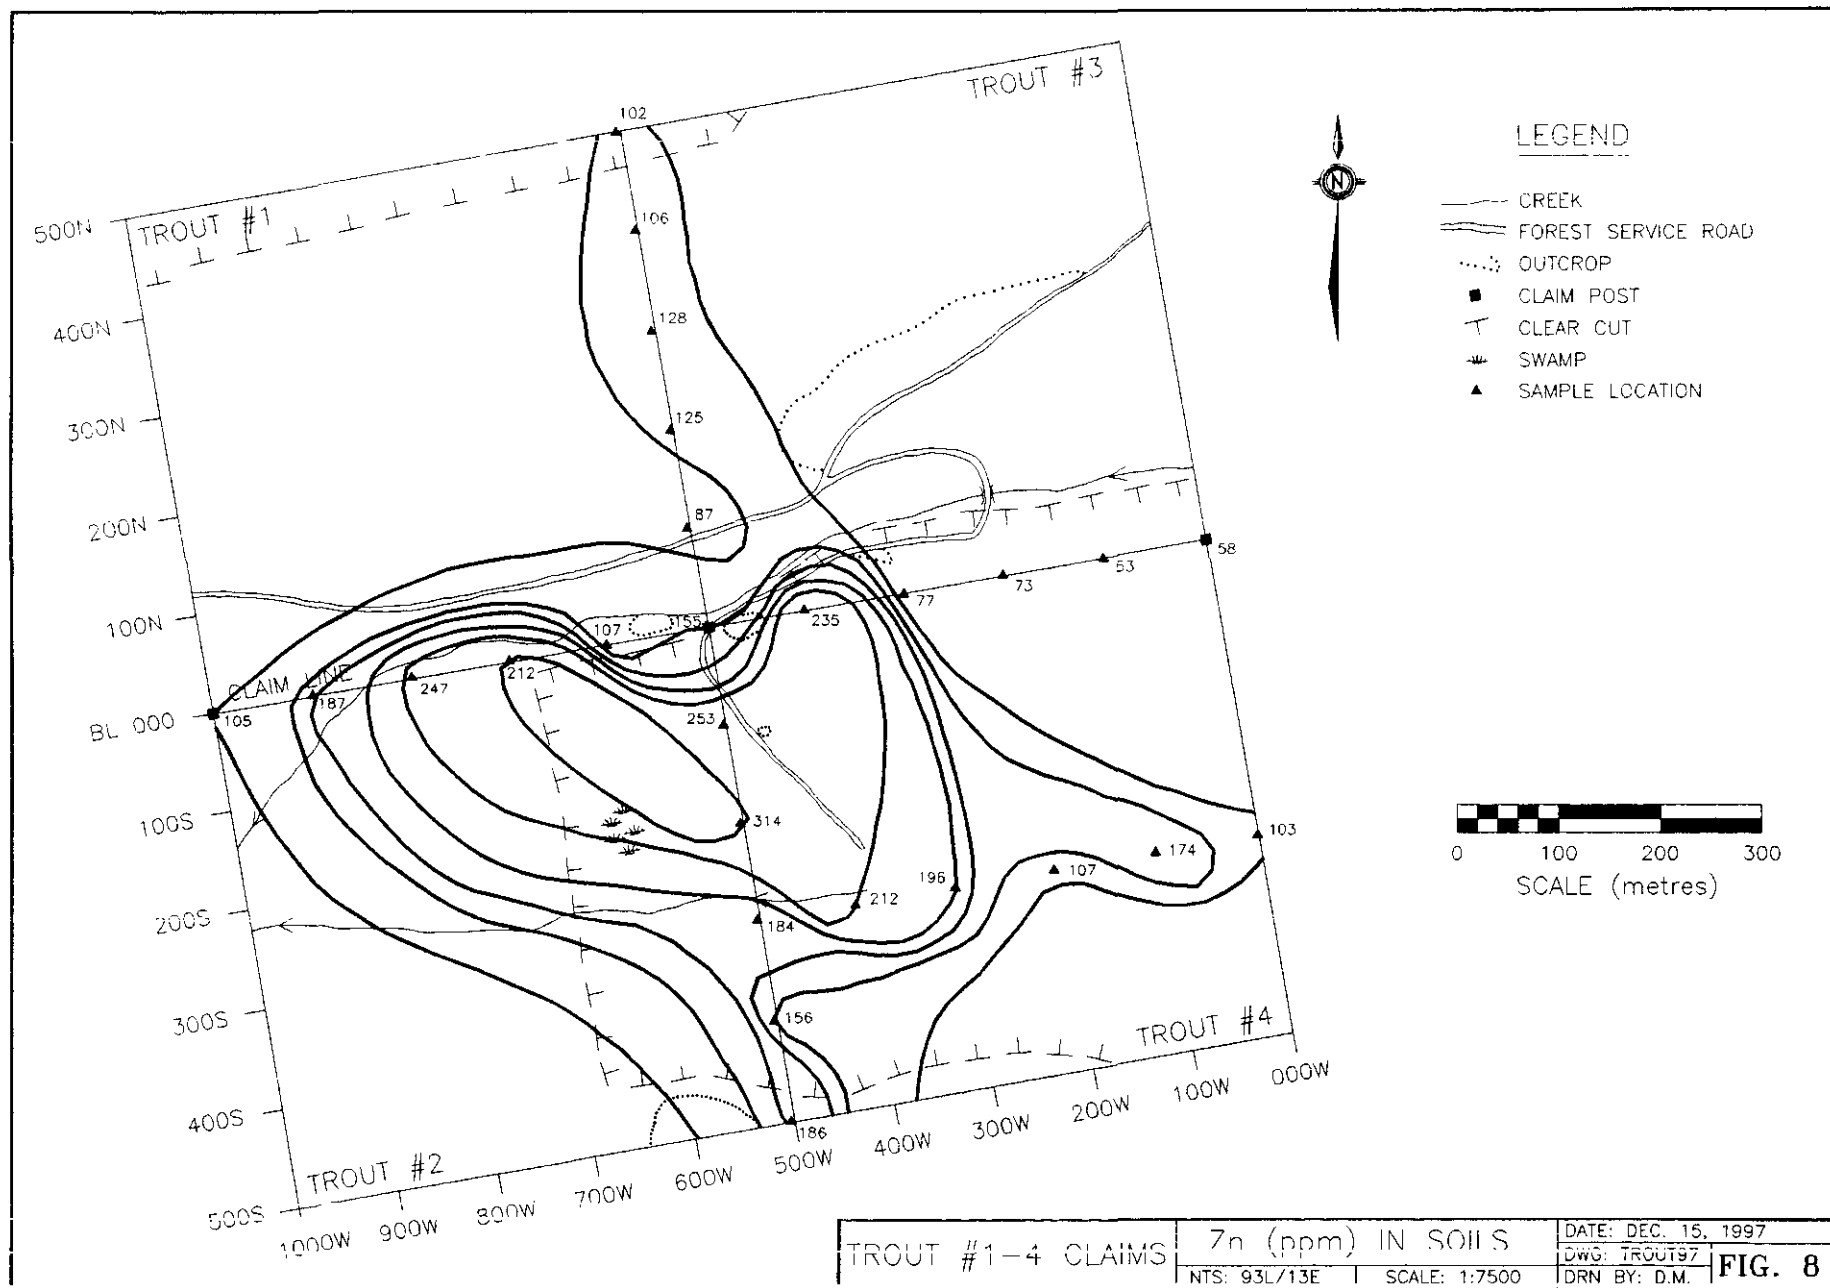 TROUT #3
TROUT #1
TROUT #2
TROUT #4
CLAIM LINE
500N
400N
300N
200N
100N
BL 000
100S
200S
300S
400S
500S
1000W
900W
800W
700W
600W
500W
400W
300W
200W
100W
000W
102
106
128
125
87
107
155
235
77
73
53
58
105
187
247
212
253
314
184
212
196
107
174
103
156
186
N
LEGEND
CREEK
FOREST SERVICE ROAD
OUTCROP
CLAIM POST
CLEAR CUT
SWAMP
SAMPLE LOCATION
0 100 200 300
SCALE (metres)
TROUT #1-4 CLAIMS
Zn (ppm) IN SOILS
NTS: 93L/13E
SCALE: 1:7500
DATE: DEC. 15, 1997
DWG: TROUT97
DRN BY: D.M.
FIG. 8